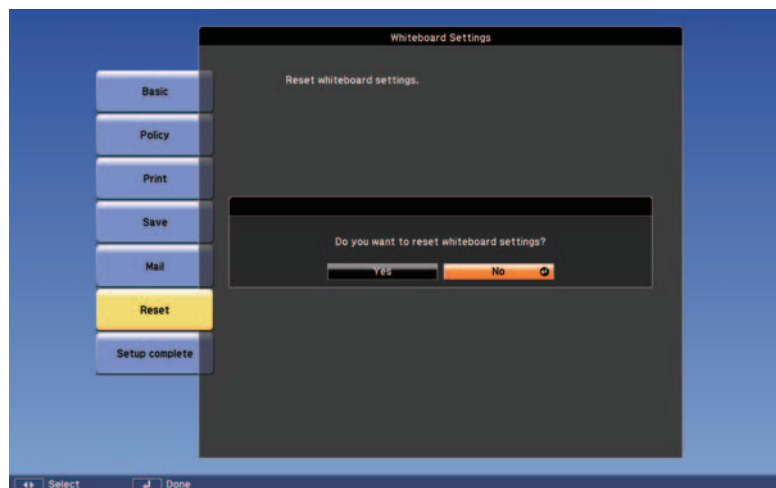 Whiteboard Settings
Reset whiteboard settings.
Basic
Policy
Print
Save
Mail
Reset
Setup complete
Do you want to reset whiteboard settings?
Yes No
Select Done